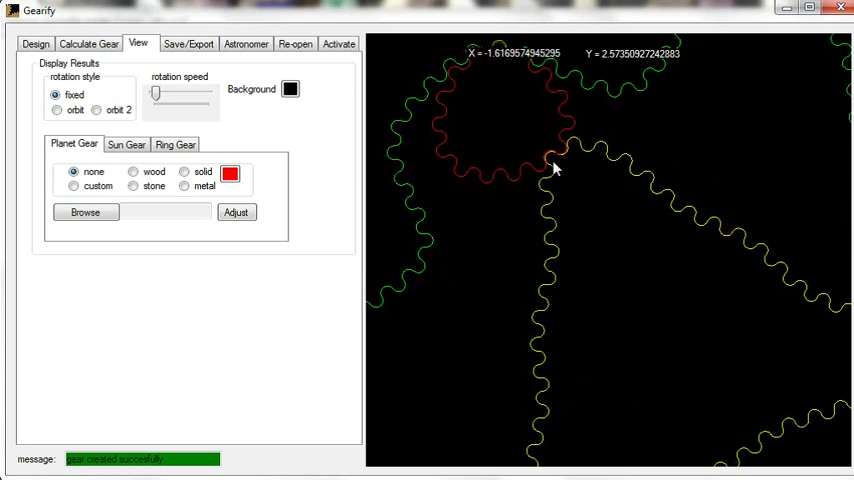 Gearify
Design
Calculate Gear
View
Save/Export
Astronomer
Re-open
Activate
Display Results
rotation style
fixed
orbit
orbit 2
rotation speed
Background
Planet Gear
Sun Gear
Ring Gear
none
wood
solid
custom
stone
metal
Browse
Adjust
message:
gear created succesfully
X = -1.6169574945295
Y = 2.57350927242883